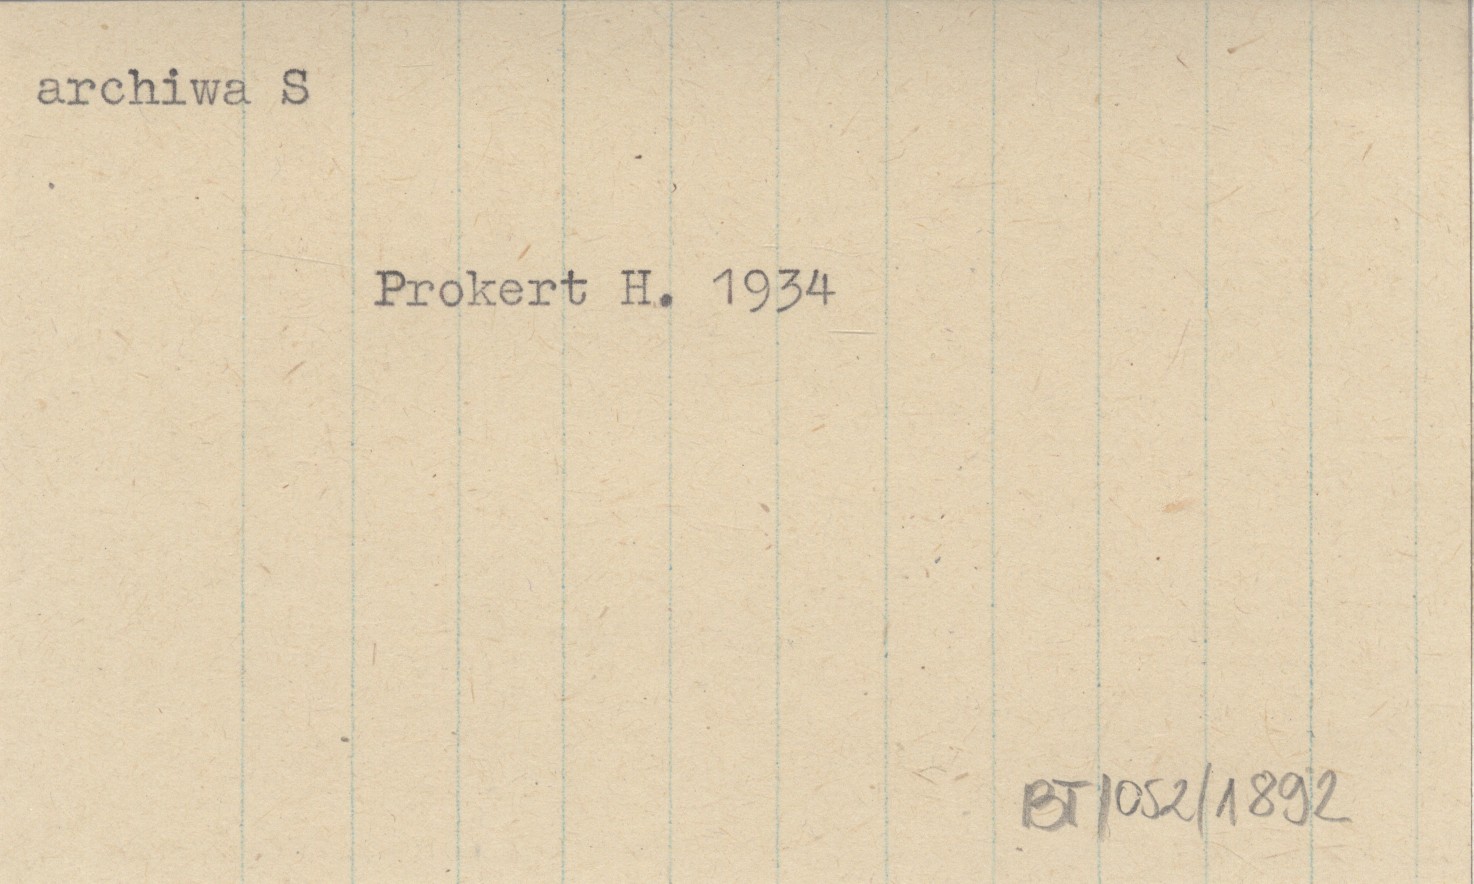 archiwa S
Prokert H. 1934
BT/052/1892